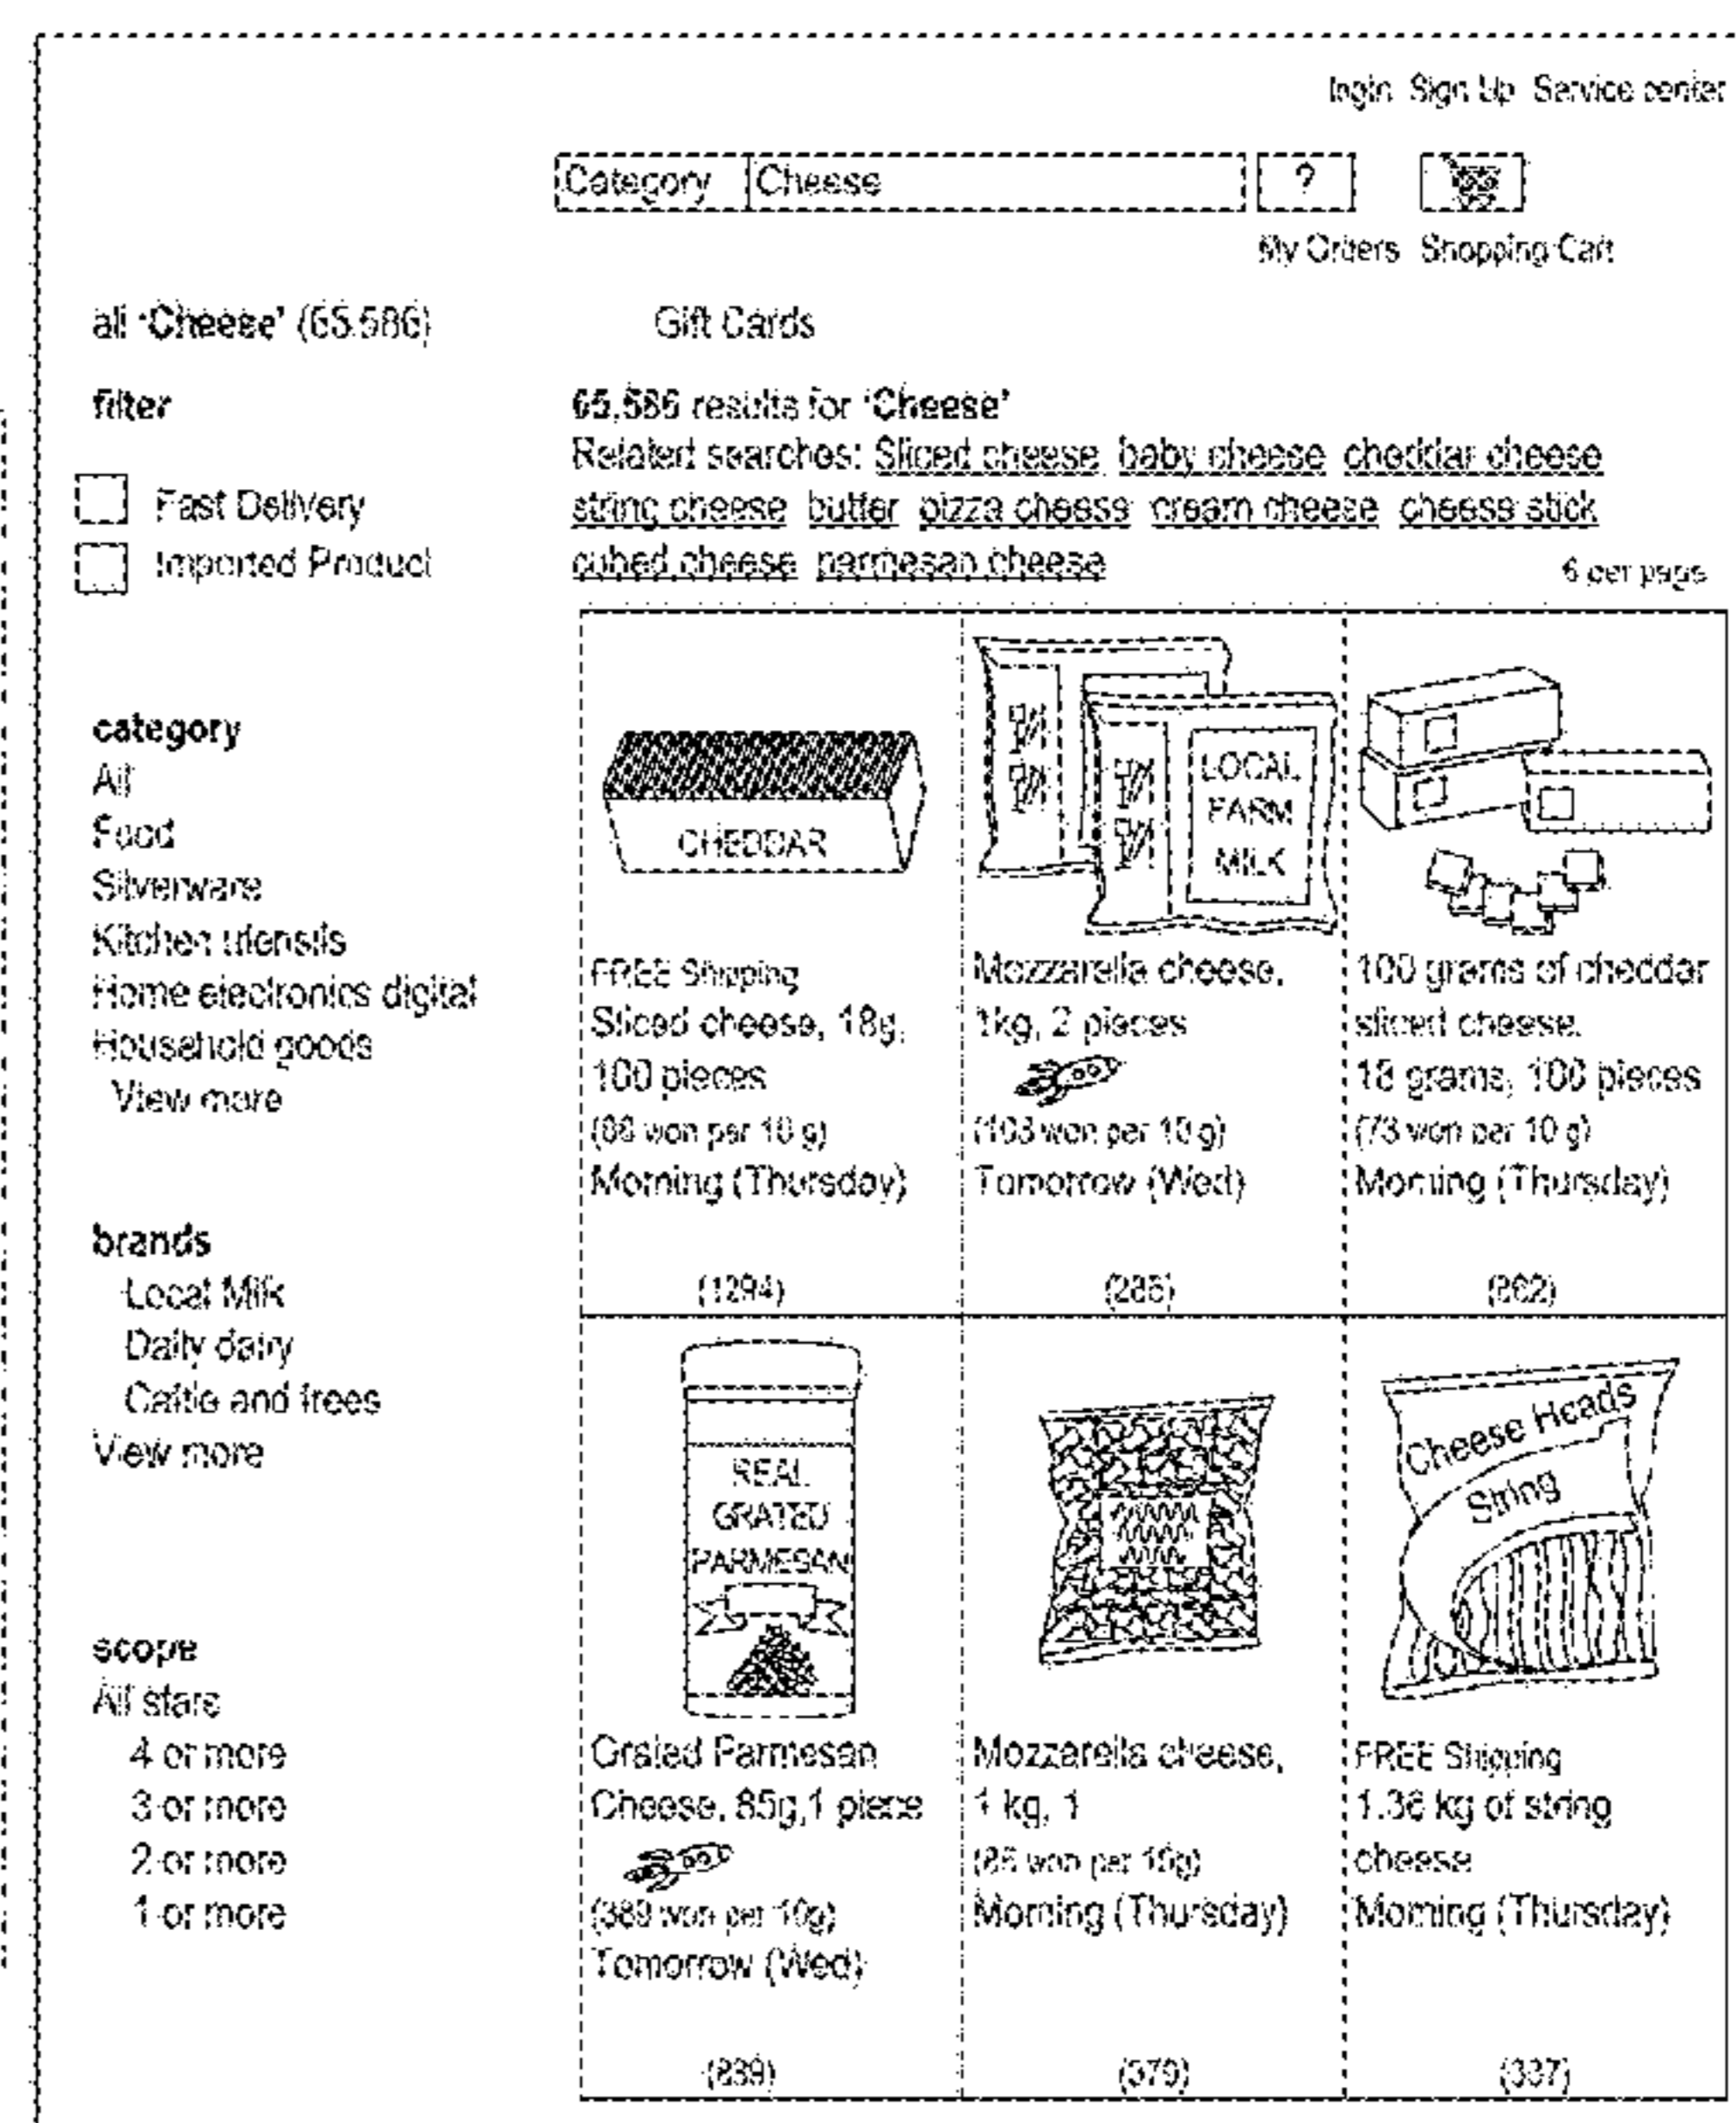 login Sign Up Service center
Category Cheese ?
My Orders Shopping Cart
all 'Cheese' (65.586) Gift Cards
filter
Fast Delivery
Imported Product
category
All
Food
Silverware
Kitchen utensils
Home electronics digital
Household goods
View more
brands
Local Milk
Daily dairy
Cattle and trees
View more
scope
All stars
4 or more
3 or more
2 or more
1 or more
65.586 results for 'Cheese'
Related searches: Sliced cheese baby cheese cheddar cheese
string cheese butter pizza cheese cream cheese cheese stick
cubed cheese parmesan cheese
6 per page
CHEDDAR
FREE Shipping
Sliced cheese, 18g,
100 pieces
(88 won per 10 g)
Morning (Thursday)
(1294)
LOCAL
FARM
MILK
Mozzarella cheese,
1kg, 2 pieces
(103 won per 10 g)
Tomorrow (Wed)
(285)
100 grams of cheddar
sliced cheese,
18 grams, 100 pieces
(73 won per 10 g)
Morning (Thursday)
(862)
REAL
GRATED
PARMESAN
Grated Parmesan
Cheese, 85g,1 piece
(389 won per 10g)
Tomorrow (Wed)
(839)
Mozzarella cheese,
1 kg, 1
won per 10g)
Morning (Thursday)
(379)
Cheese Heads
String
FREE Shipping
1.36 kg of string
cheese
Morning (Thursday)
(337)